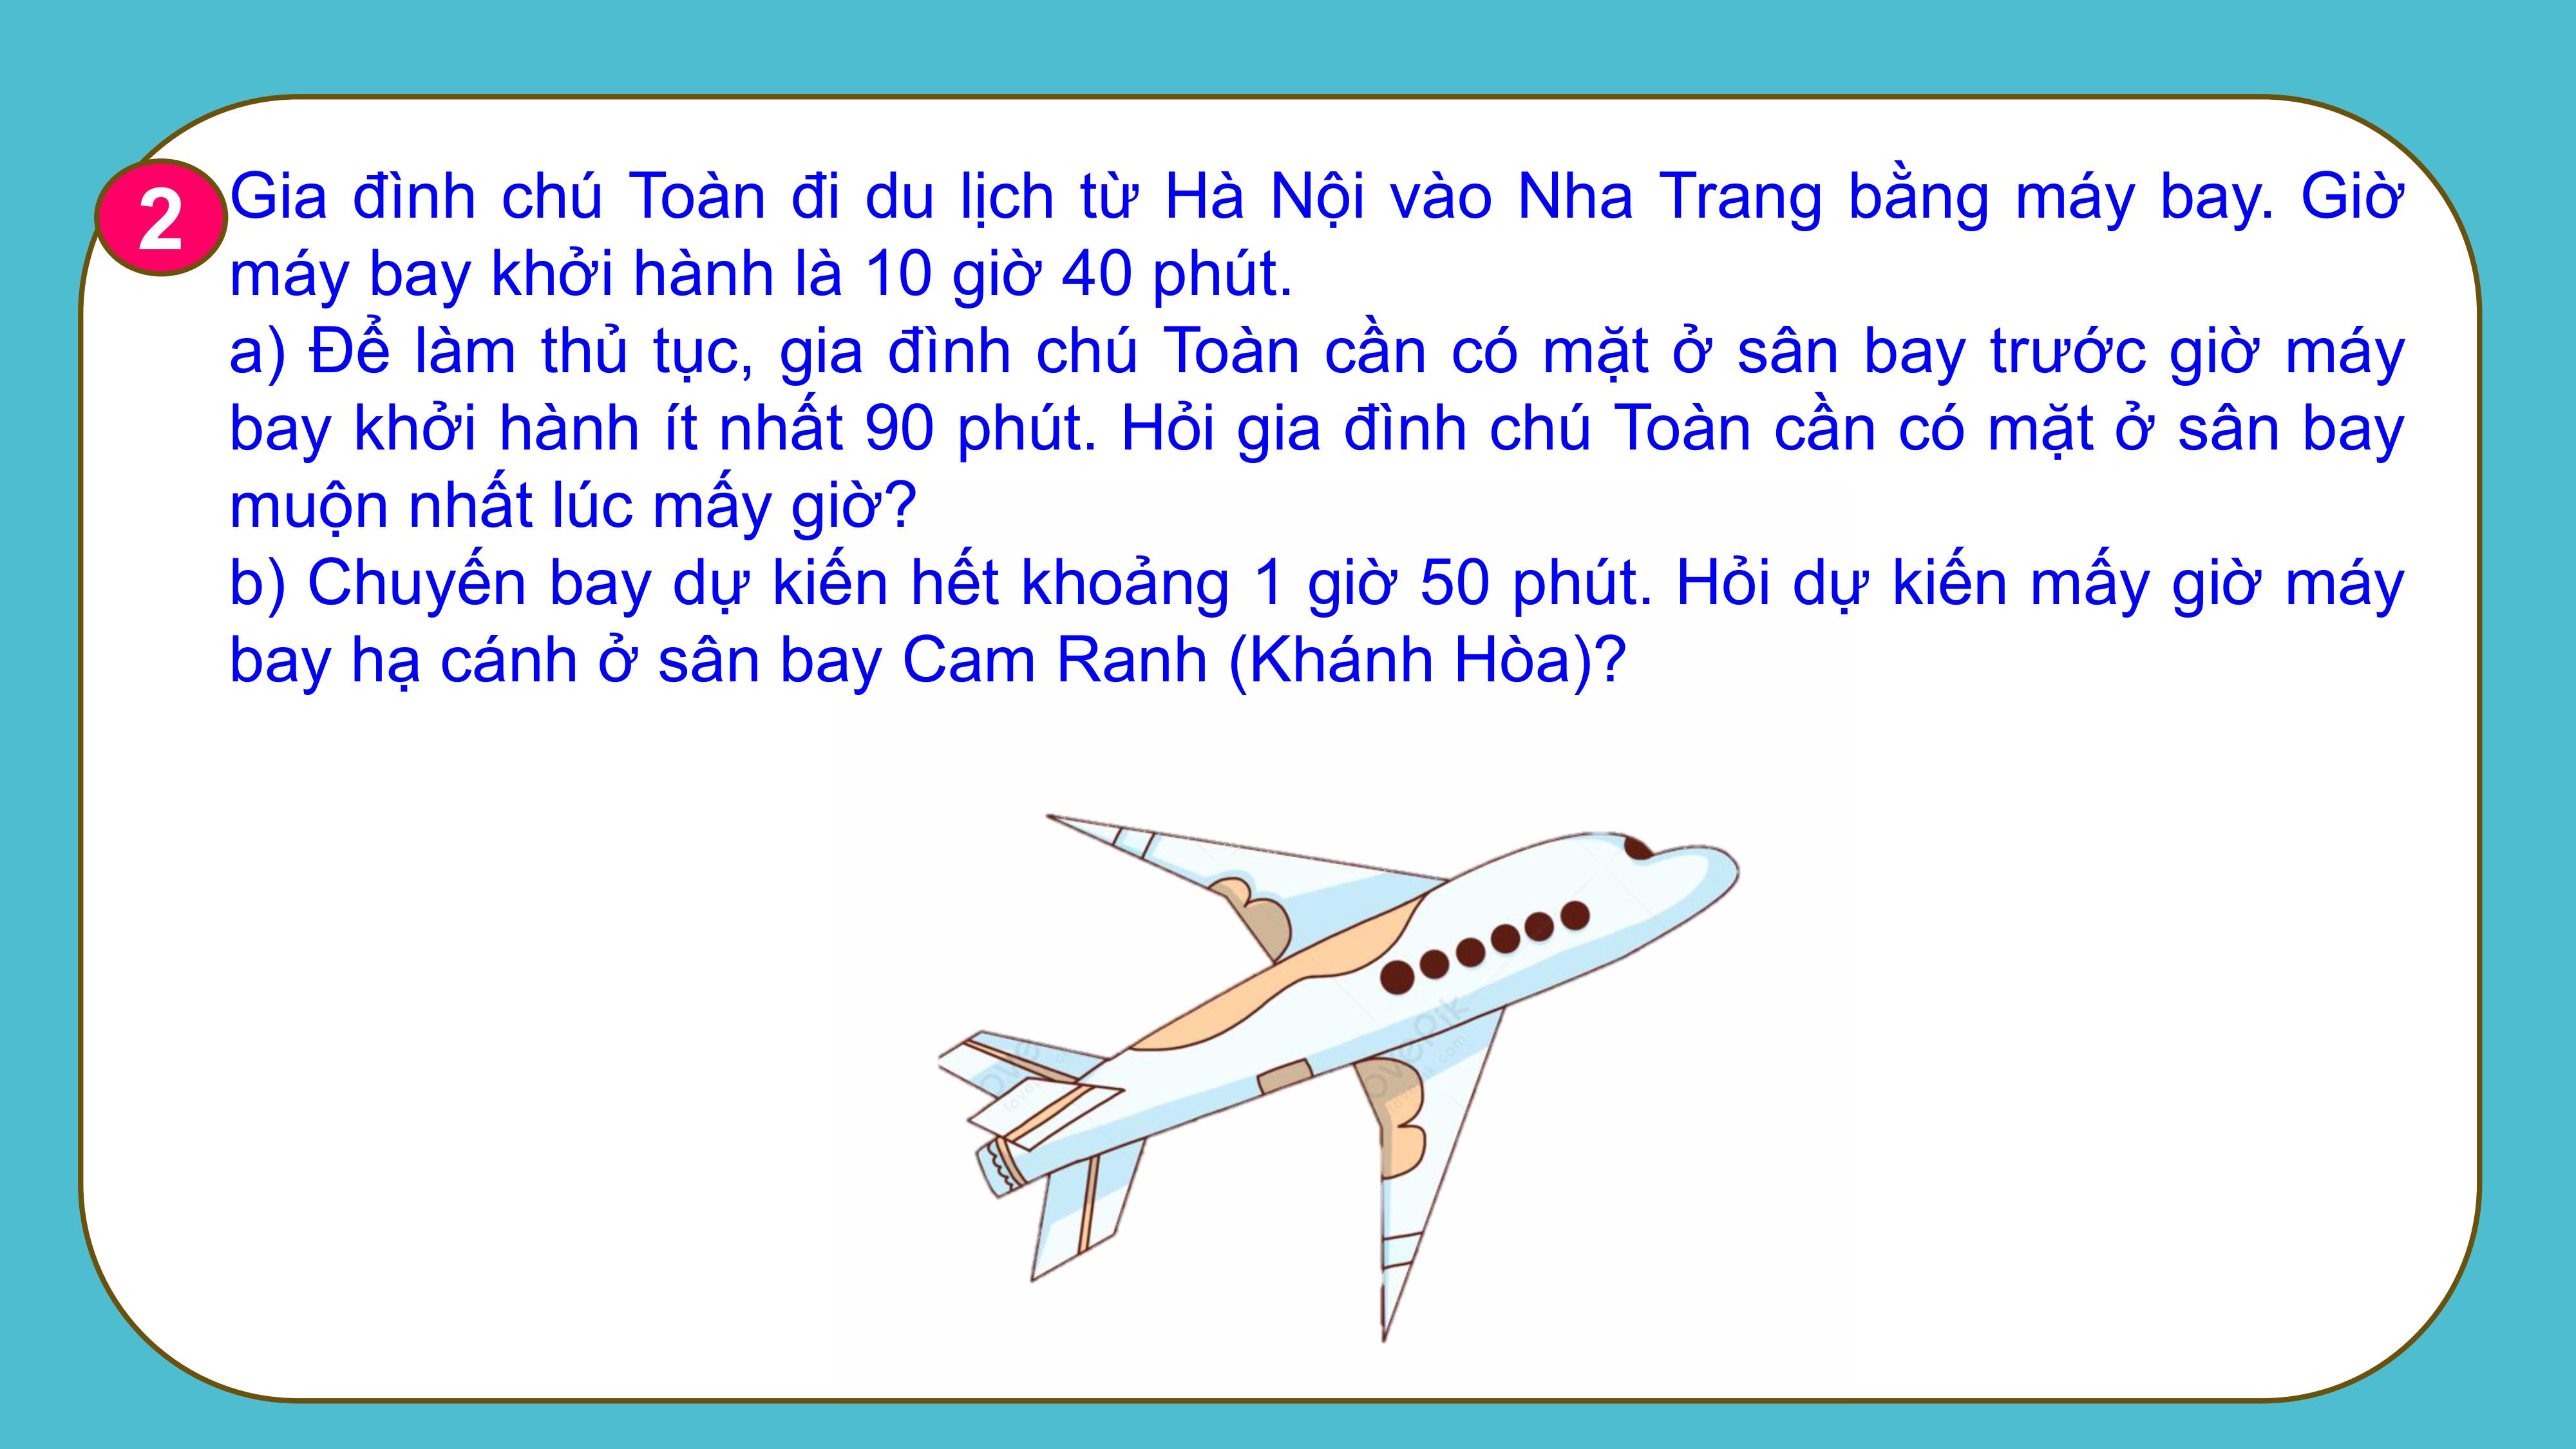 2
Gia đình chú Toàn đi du lịch từ Hà Nội vào Nha Trang bằng máy bay. Giờ
máy bay khởi hành là 10 giờ 40 phút.
a) Để làm thủ tục, gia đình chú Toàn cần có mặt ở sân bay trước giờ máy
bay khởi hành ít nhất 90 phút. Hỏi gia đình chú Toàn cần có mặt ở sân bay
muộn nhất lúc mấy giờ?
b) Chuyến bay dự kiến hết khoảng 1 giờ 50 phút. Hỏi dự kiến mấy giờ máy
bay hạ cánh ở sân bay Cam Ranh (Khánh Hòa)?